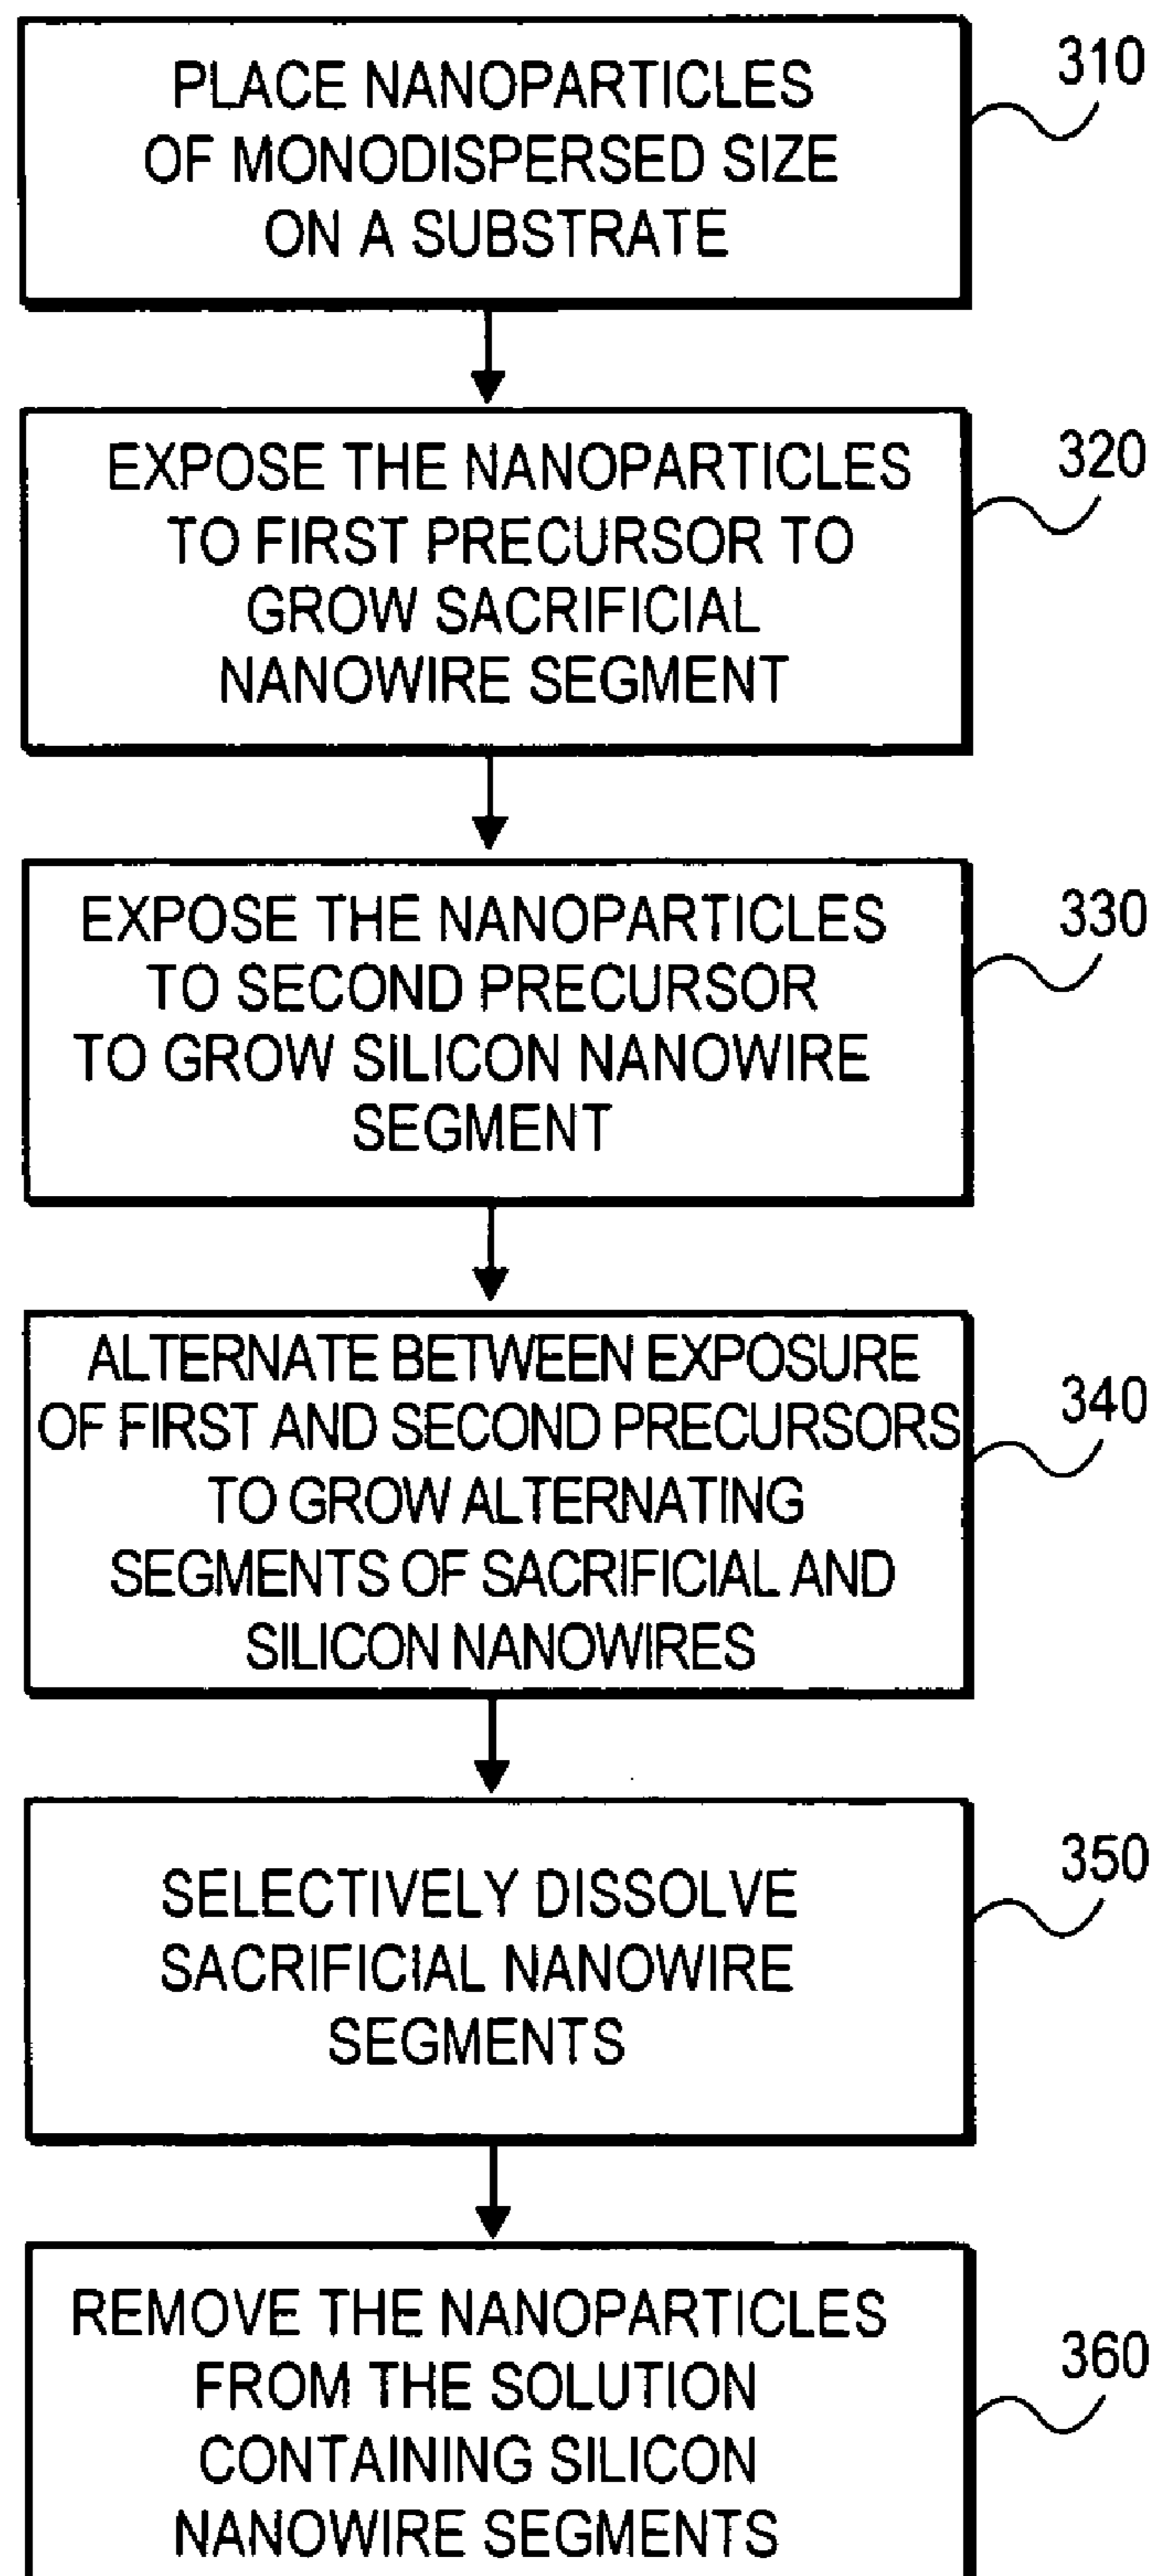 PLACE NANOPARTICLES
OF MONODISPERSED SIZE
ON A SUBSTRATE
310
EXPOSE THE NANOPARTICLES
TO FIRST PRECURSOR TO
GROW SACRIFICIAL
NANOWIRE SEGMENT
320
EXPOSE THE NANOPARTICLES
TO SECOND PRECURSOR
TO GROW SILICON NANOWIRE
SEGMENT
330
ALTERNATE BETWEEN EXPOSURE
OF FIRST AND SECOND PRECURSORS
TO GROW ALTERNATING
SEGMENTS OF SACRIFICIAL AND
SILICON NANOWIRES
340
SELECTIVELY DISSOLVE
SACRIFICIAL NANOWIRE
SEGMENTS
350
REMOVE THE NANOPARTICLES
FROM THE SOLUTION
CONTAINING SILICON
NANOWIRE SEGMENTS
360